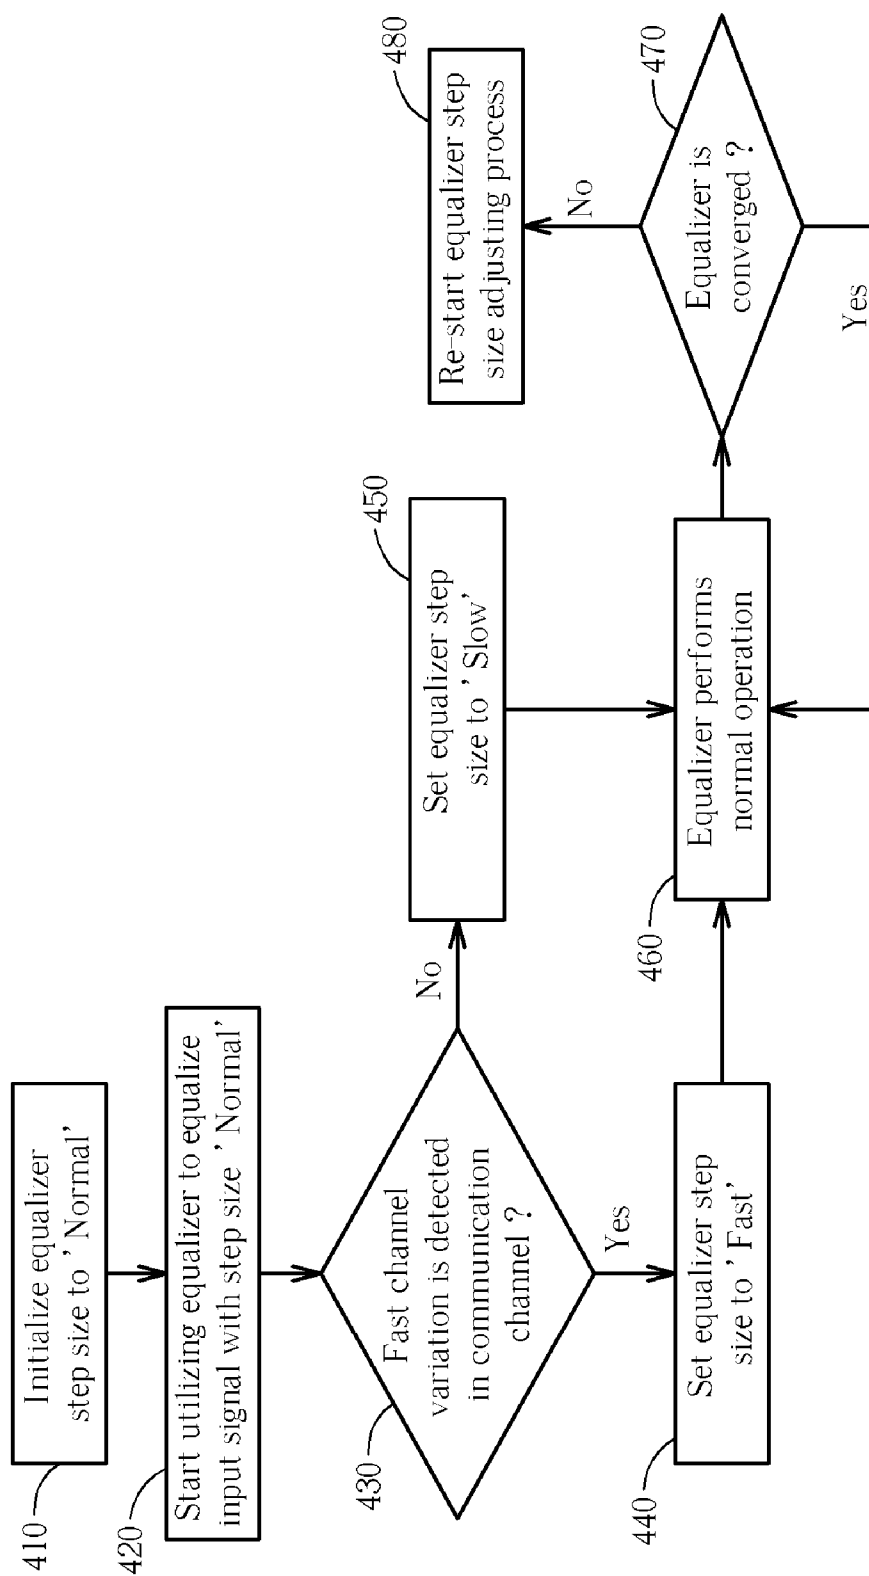 410
Initialize equalizer
step size to 'Normal'
420
Start utilizing equalizer to equalize
input signal with step size 'Normal'
430
Fast channel
variation is detected
in communication
channel ?
No
Yes
440
Set equalizer step
size to 'Fast'
450
Set equalizer step
size to 'Slow'
460
Equalizer performs
normal operation
470
Equalizer is
converged ?
No
Yes
480
Re-start equalizer step
size adjusting process